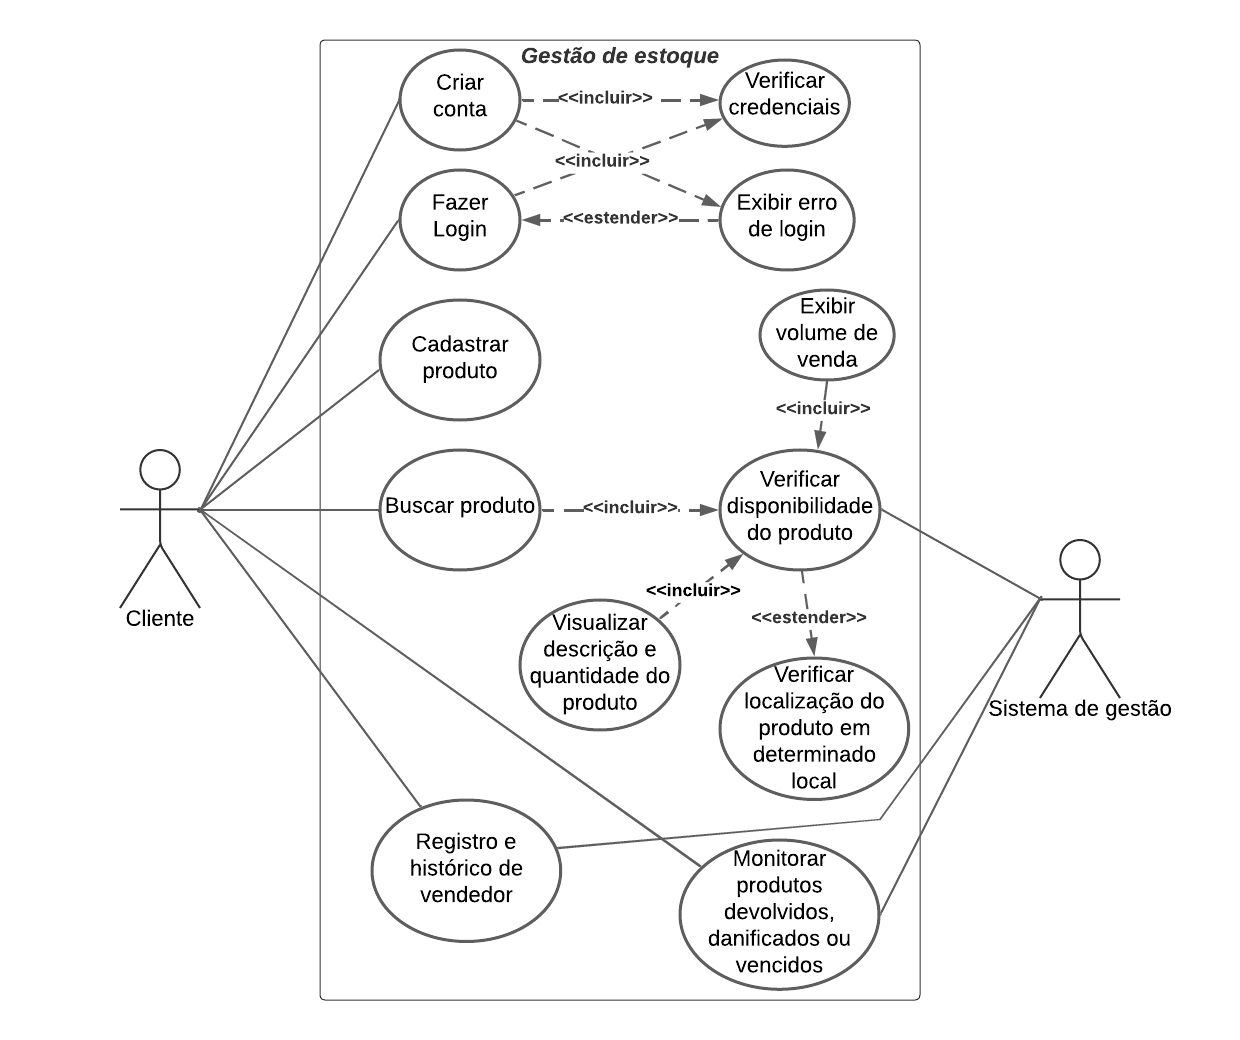 Gestão de estoque
Criar
conta
<<incluir>>
Verificar
credenciais
<<incluir>>
Fazer
Login
<<estender>>
Exibir erro
de login
Exibir
volume de
venda
Cadastrar
produto
<<incluir>>
Buscar produto
<<incluir>>
Verificar
disponibilidade
do produto
Cliente
<<incluir>>
<<estender>>
Visualizar
descrição e
quantidade do
produto
Verificar
localização do
produto em
determinado
local
Sistema de gestão
Registro e
histórico de
vendedor
Monitorar
produtos
devolvidos,
danificados ou
vencidos